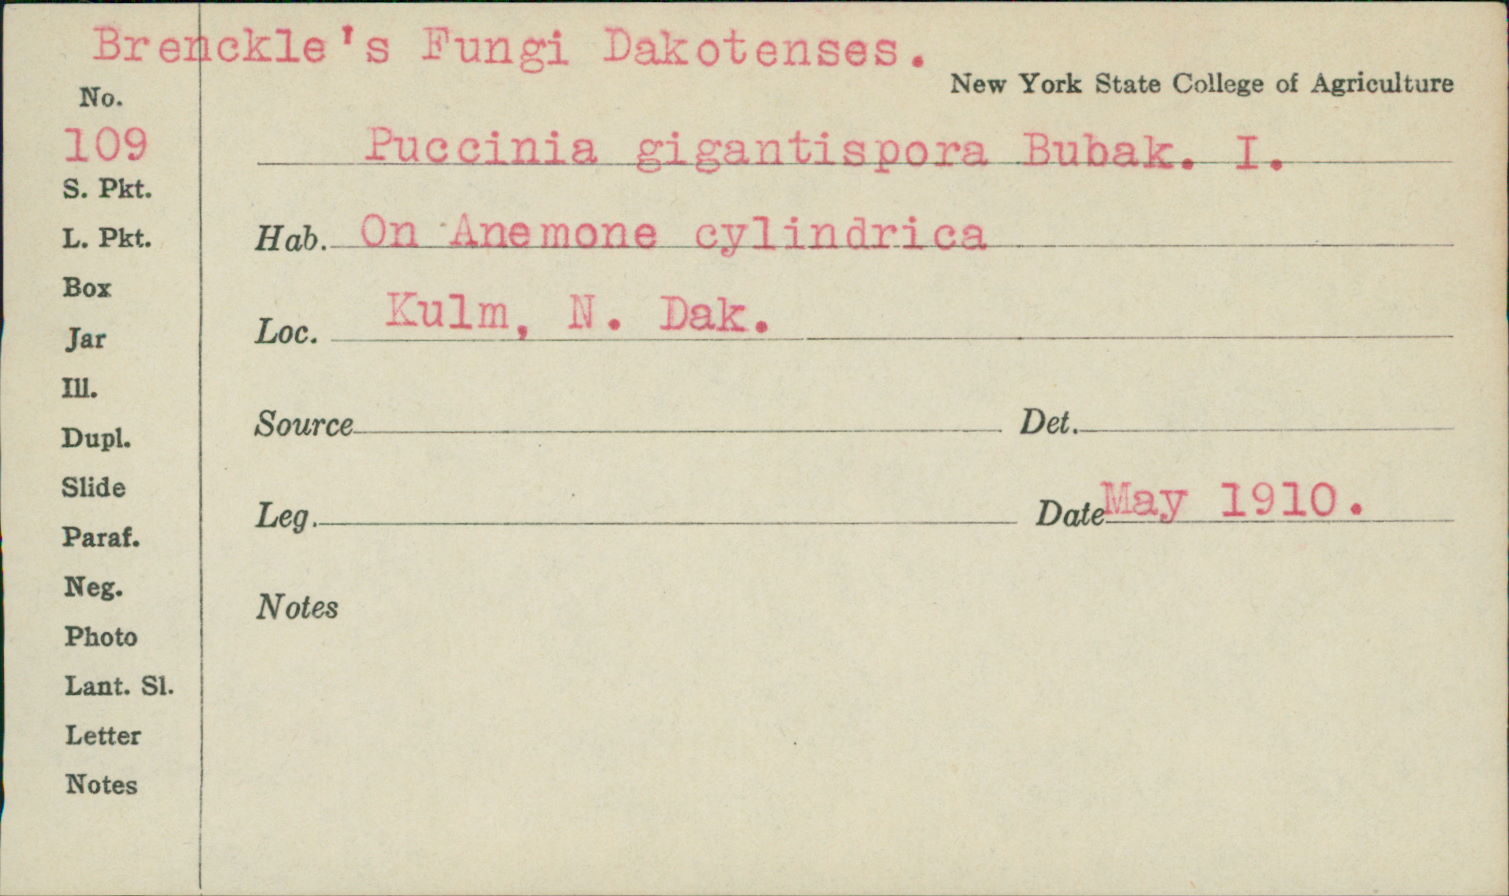 Brenckle's Fungi Dakotenses.
New York State College of Agriculture
No.
109
Puccinia gigantispora Bubak. I.
S. Pkt.
L. Pkt.
Hab. On Anemone cylindrica
Box
Loc. Kulm, N. Dak.
Jar
Ill.
Dupl.
Source Det.
Slide
Leg. Date May 1910.
Paraf.
Neg.
Notes
Photo
Lant. Sl.
Letter
Notes